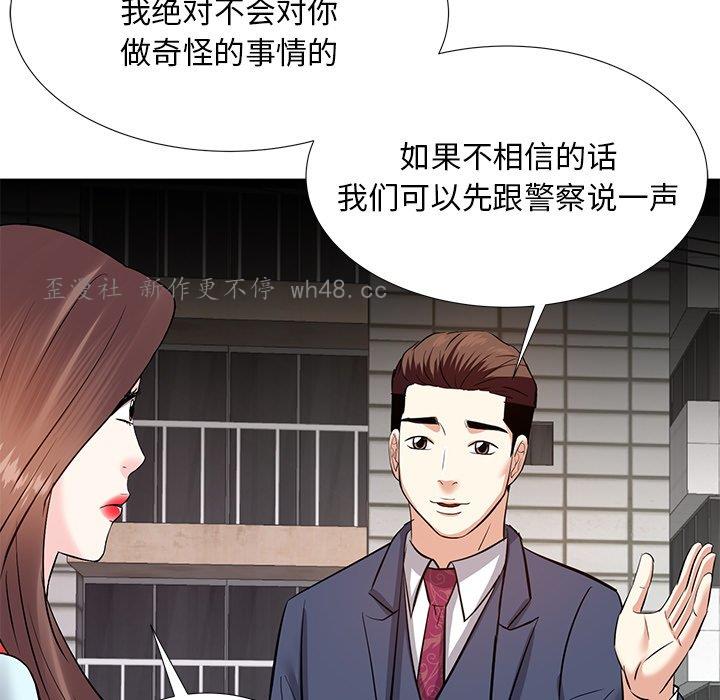 我绝对不会对你
做奇怪的事情的
如果不相信的话
我们可以先跟警察说一声
歪漫社 新作更不停 wh48.cc